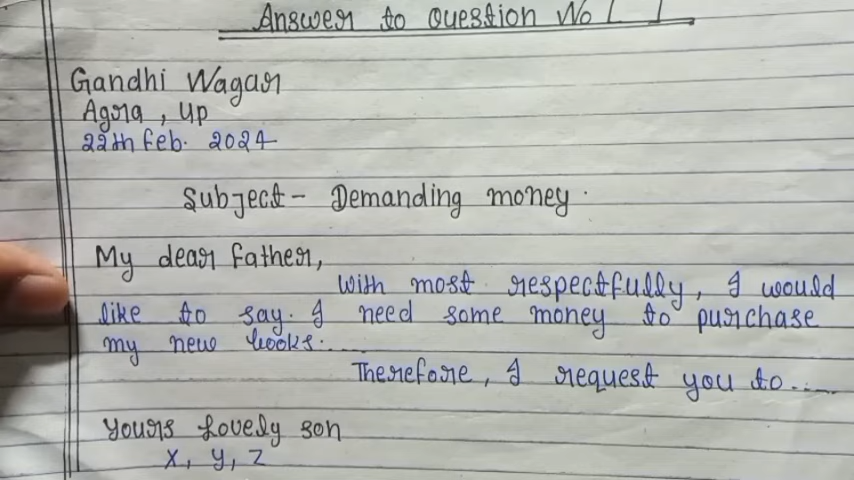 Answer to Question No [ ]
Gandhi Nagar
Agra, Up
22th feb. 2024
Subject - Demanding money.
My dear father,
With most respectfully, I would
like to say. I need some money to purchase
my new books.....
Therefore, I request you to.....
Yours Lovely son
X, Y, Z